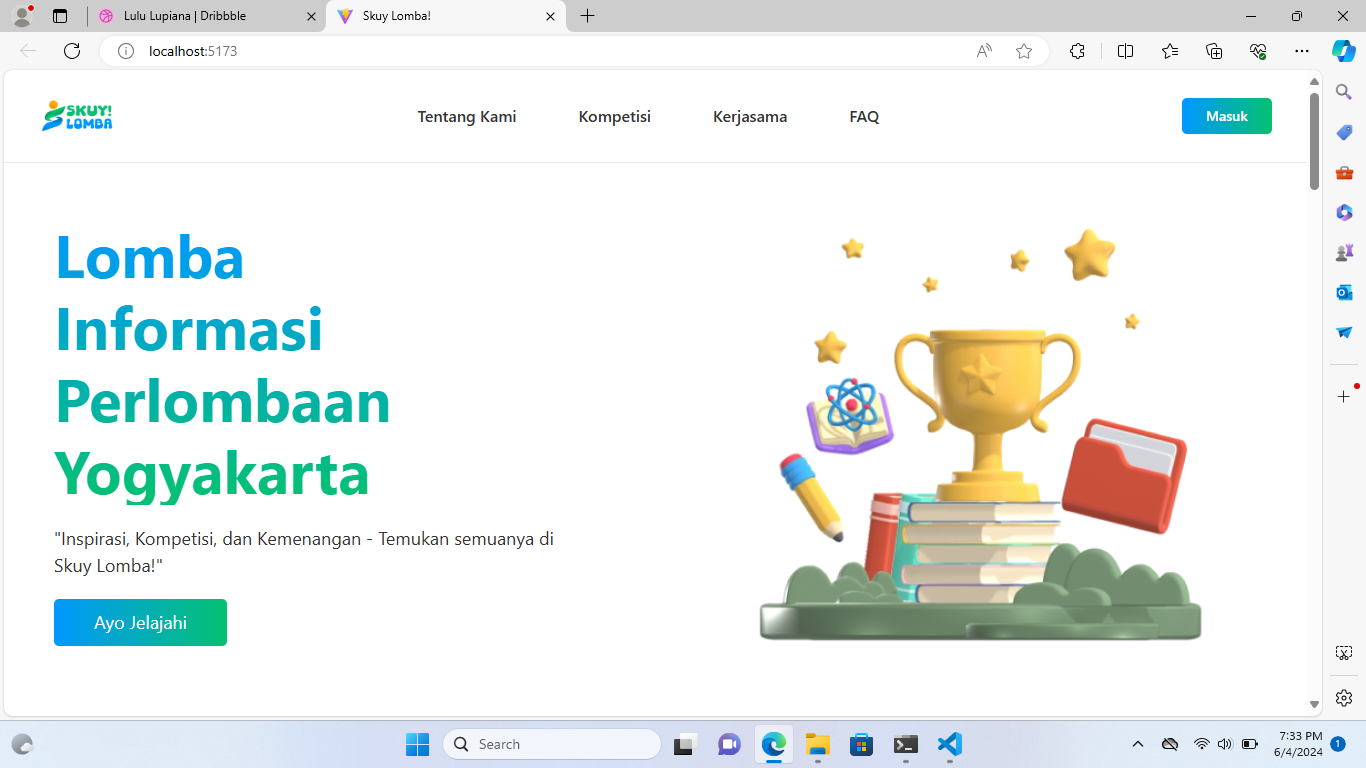 Lulu Lupiana | Dribbble
Skuy Lomba!
localhost:5173
SKUY!
LOMBA
Tentang Kami
Kompetisi
Kerjasama
FAQ
Masuk
Lomba
Informasi
Perlombaan
Yogyakarta
"Inspirasi, Kompetisi, dan Kemenangan - Temukan semuanya di
Skuy Lomba!"
Ayo Jelajahi
Search
7:33 PM
6/4/2024
1